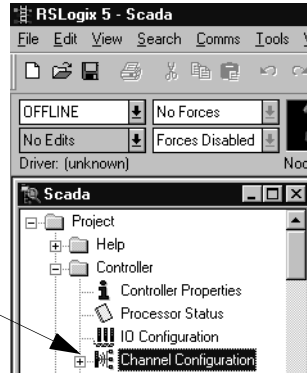 RSLogix 5 - Scada
File Edit View Search Comms Tools
OFFLINE No Forces
No Edits Forces Disabled
Driver: (unknown)
Scada
Project
Help
Controller
Controller Properties
Processor Status
IO Configuration
Channel Configuration